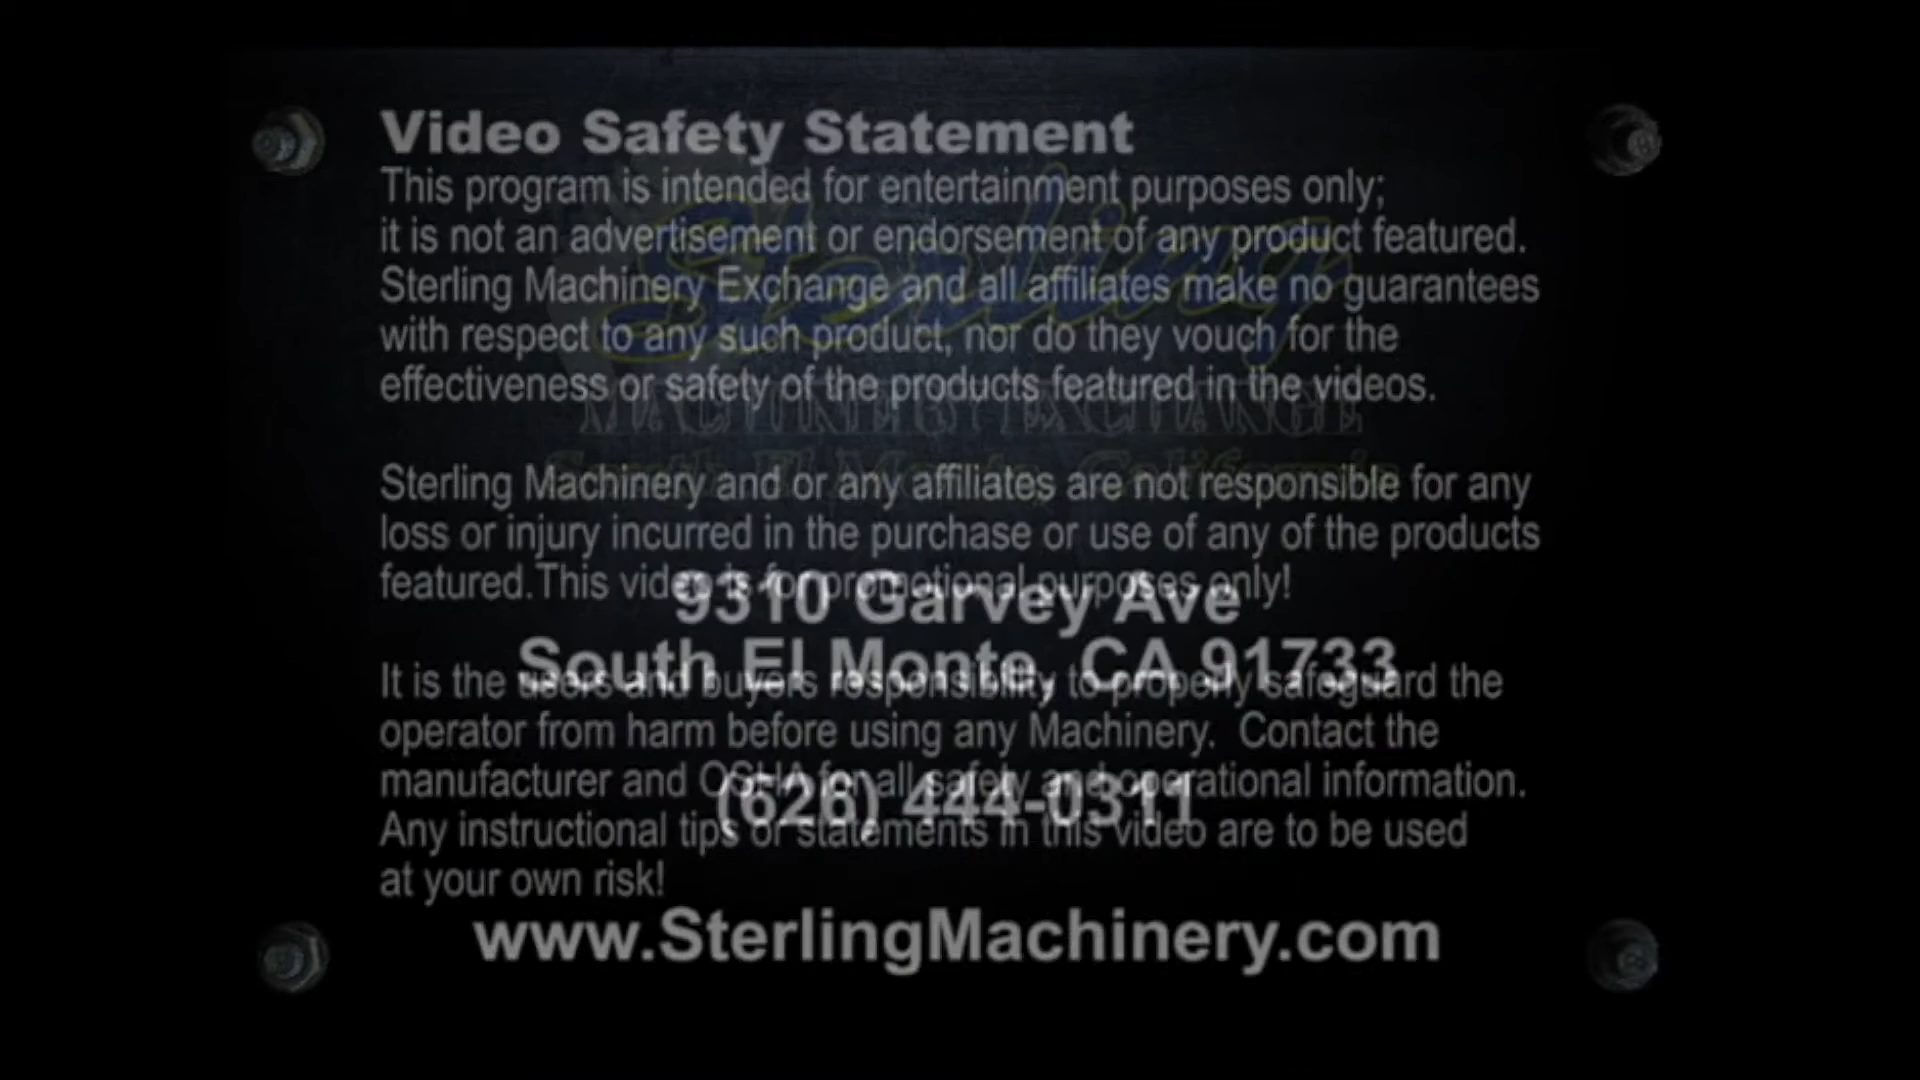 Video Safety Statement
This program is intended for entertainment purposes only;
it is not an advertisement or endorsement of any product featured.
Sterling Machinery Exchange and all affiliates make no guarantees
with respect to any such product, nor do they vouch for the
effectiveness or safety of the products featured in the videos.
Sterling
MACHINERY EXCHANGE
South El Monte, California
Sterling Machinery and or any affiliates are not responsible for any
loss or injury incurred in the purchase or use of any of the products
featured.This video is for promotional purposes only!
9310 Garvey Ave
South El Monte, CA 91733
It is the users and buyers responsibility to properly safeguard the
operator from harm before using any Machinery. Contact the
manufacturer and OSHA for all safety and operational information.
(626) 444-0311
Any instructional tips or statements in this video are to be used
at your own risk!
www.SterlingMachinery.com